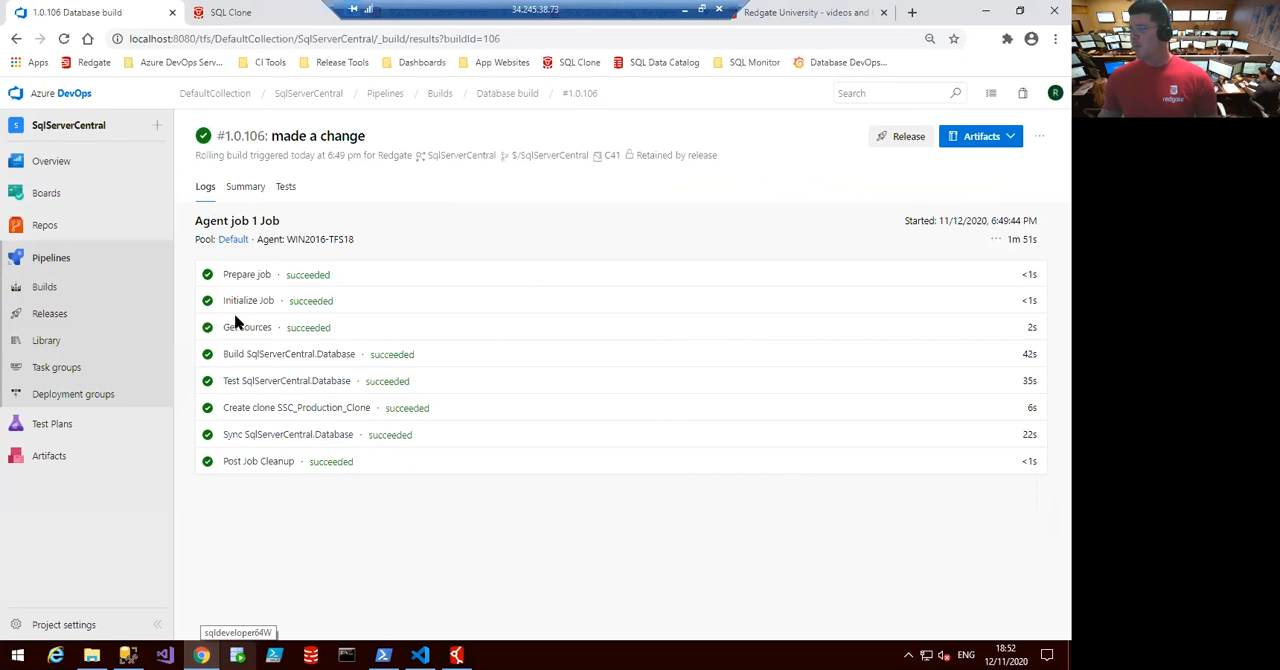 1.0.106 Database build
SQL Clone
34.245.38.73
Redgate University - videos and
localhost:8080/tfs/DefaultCollection/SqlServerCentral/_build/results?buildId=106
Apps
Redgate
Azure DevOps Serv...
CI Tools
Release Tools
Dashboards
App Websites
SQL Clone
SQL Data Catalog
SQL Monitor
Database DevOps...
Azure DevOps
DefaultCollection / SqlServerCentral / Pipelines / Builds / Database build / #1.0.106
Search
R
S SqlServerCentral
Overview
Boards
Repos
Pipelines
Builds
Releases
Library
Task groups
Deployment groups
Test Plans
Artifacts
Project settings
#1.0.106: made a change
Release
Artifacts
Rolling build triggered today at 6:49 pm for Redgate SqlServerCentral $/SqlServerCentral C41 Retained by release
Logs Summary Tests
Agent job 1 Job
Started: 11/12/2020, 6:49:44 PM
Pool: Default · Agent: WIN2016-TFS18
··· 1m 51s
Prepare job · succeeded <1s
Initialize Job · succeeded <1s
· succeeded 2s
Build SqlServerCentral.Database · succeeded 42s
Test SqlServerCentral.Database · succeeded 35s
Create clone SSC_Production_Clone · succeeded 6s
Sync SqlServerCentral.Database · succeeded 22s
Post Job Cleanup · succeeded <1s
sqldeveloper64W
ENG
18:52
12/11/2020
redgate